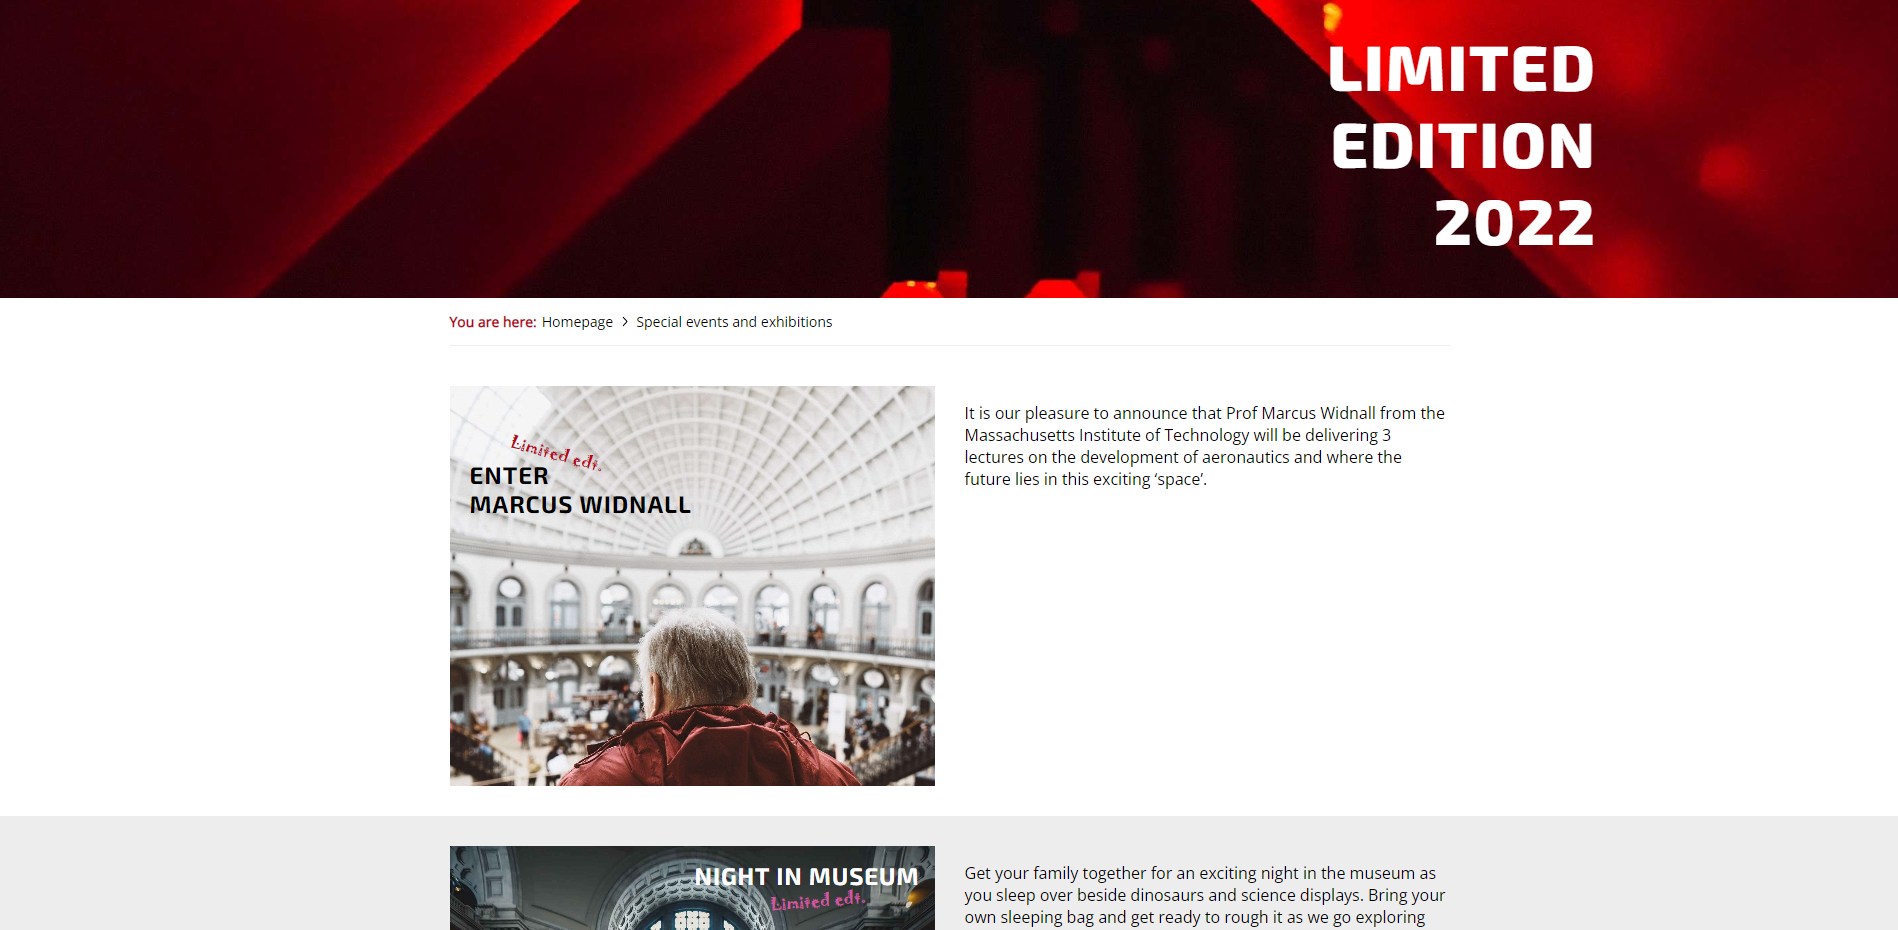 LIMITED
EDITION
2022
You are here: Homepage > Special events and exhibitions
Limited edt.
ENTER
MARCUS WIDNALL
It is our pleasure to announce that Prof Marcus Widnall from the
Massachusetts Institute of Technology will be delivering 3
lectures on the development of aeronautics and where the
future lies in this exciting ‘space’.
NIGHT IN MUSEUM
Limited edt.
Get your family together for an exciting night in the museum as
you sleep over beside dinosaurs and science displays. Bring your
own sleeping bag and get ready to rough it as we go exploring